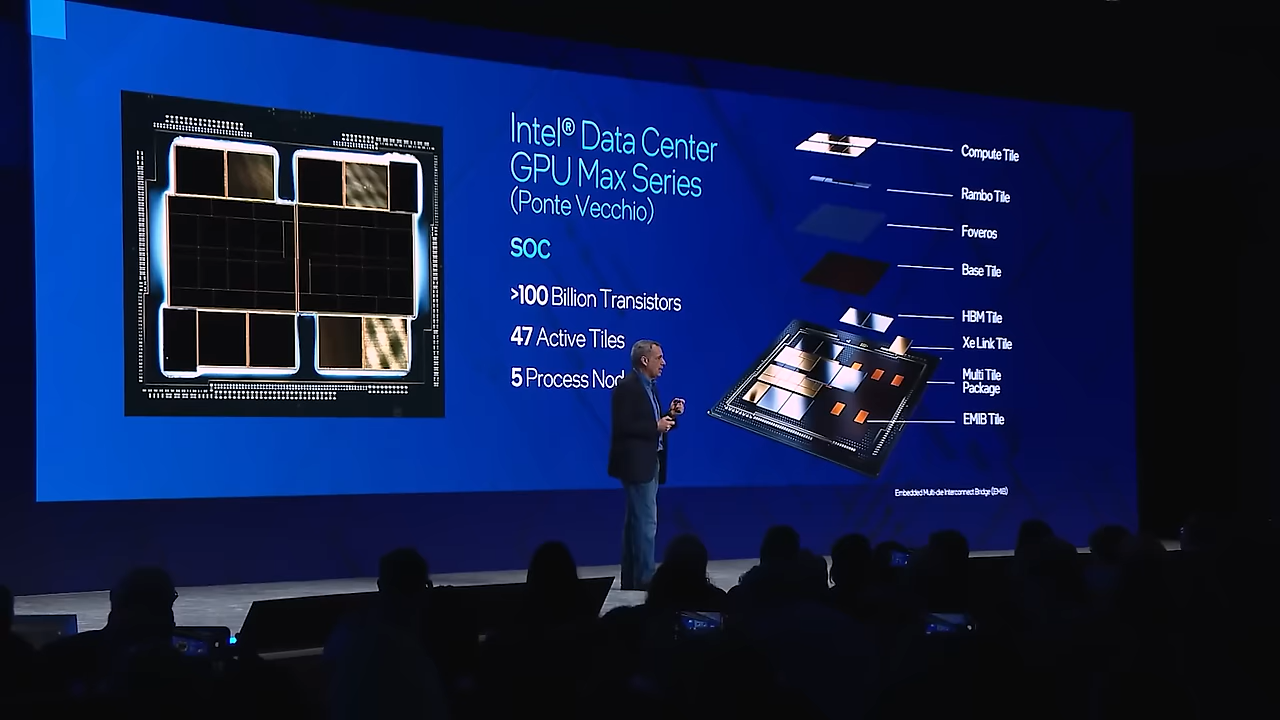 Intel® Data Center
GPU Max Series
(Ponte Vecchio)
SOC
>100 Billion Transistors
47 Active Tiles
5 Process Nod
Compute Tile
Rambo Tile
Foveros
Base Tile
HBM Tile
Xe Link Tile
Multi Tile
Package
EMIB Tile
Embedded Multi-die Interconnect Bridge (EMIB)